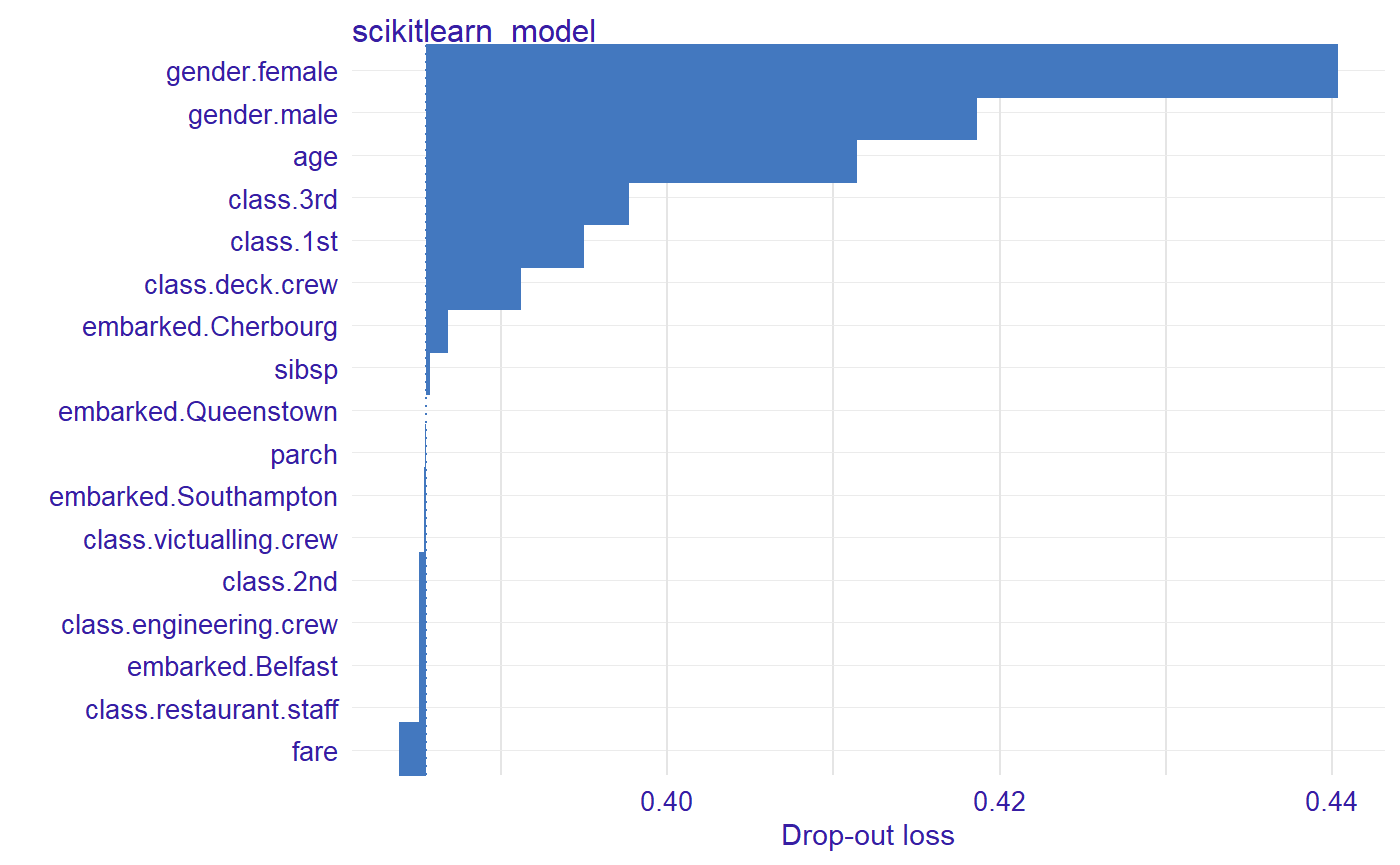 scikitlearn_model
gender.female
gender.male
age
class.3rd
class.1st
class.deck.crew
embarked.Cherbourg
sibsp
embarked.Queenstown
parch
embarked.Southampton
class.victualling.crew
class.2nd
class.engineering.crew
embarked.Belfast
class.restaurant.staff
fare
0.40 0.42 0.44
Drop-out loss